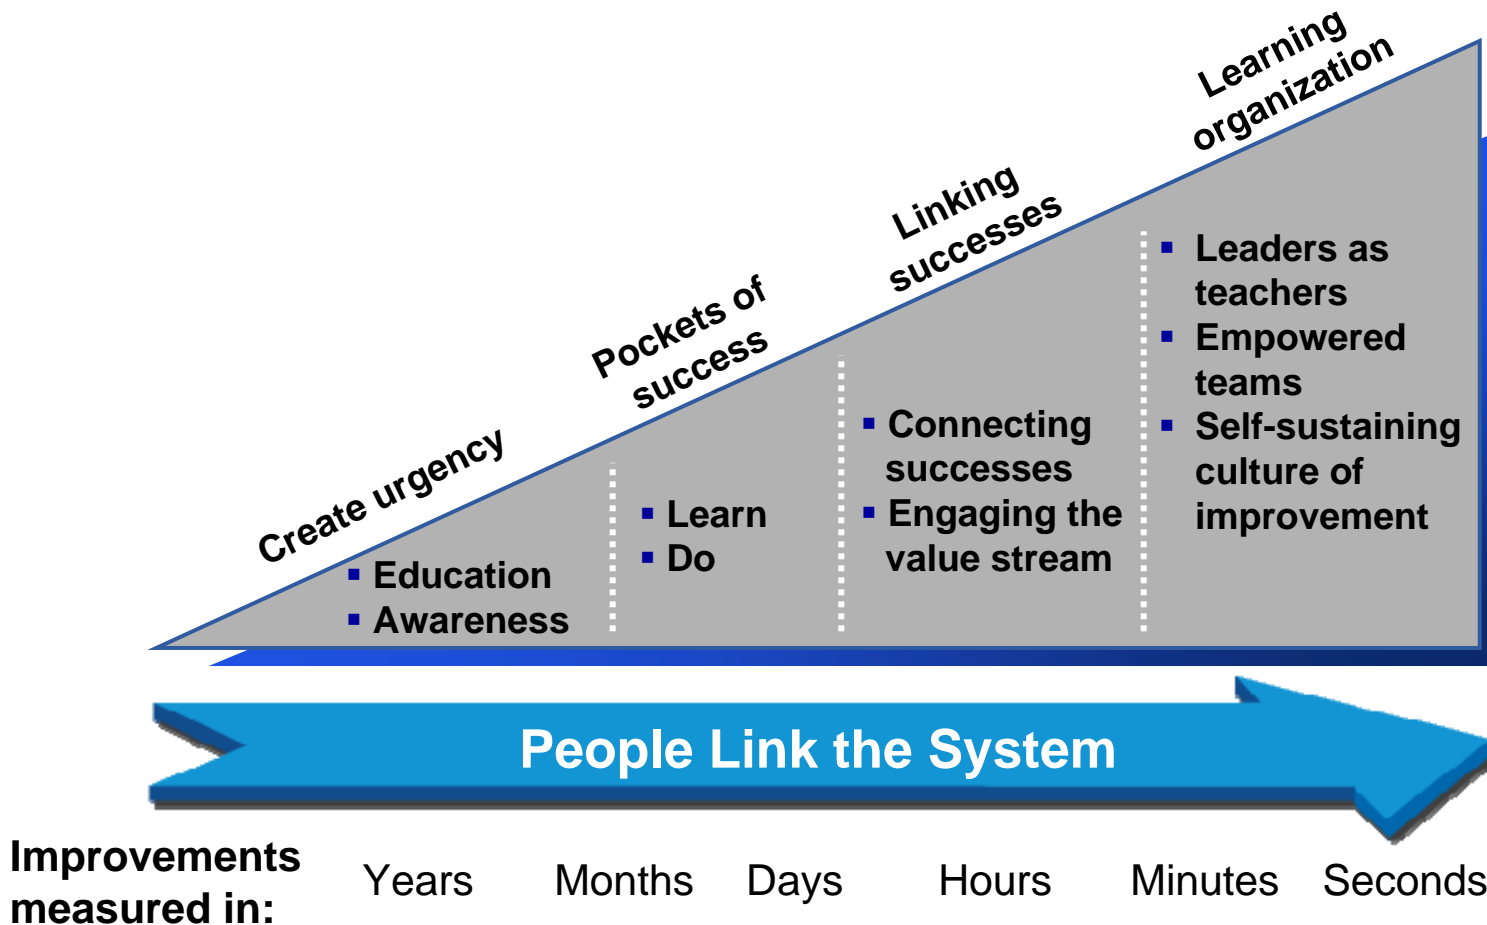 Create urgency
Pockets of
success
Linking
successes
Learning
organization
▪ Education
▪ Awareness
▪ Learn
▪ Do
▪ Connecting
successes
▪ Engaging the
value stream
▪ Leaders as
teachers
▪ Empowered
teams
▪ Self-sustaining
culture of
improvement
People Link the System
Improvements
measured in:
Years Months Days Hours Minutes Seconds